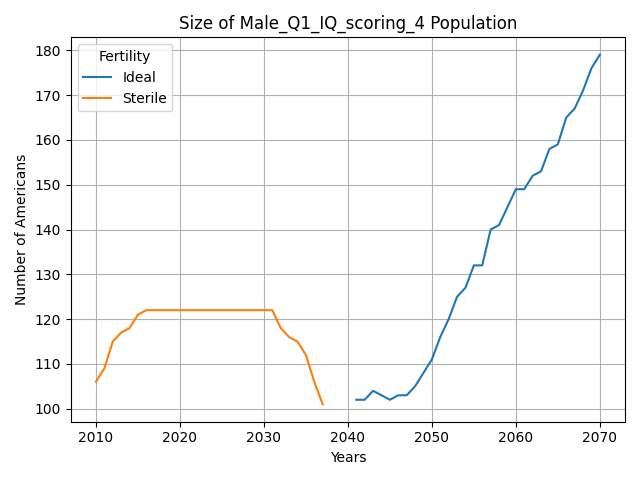 Size of Male_Q1_IQ_scoring_4 Population
Fertility
Ideal
Sterile
Number of Americans
180
170
160
150
140
130
120
110
100
2010 2020 2030 2040 2050 2060 2070
Years